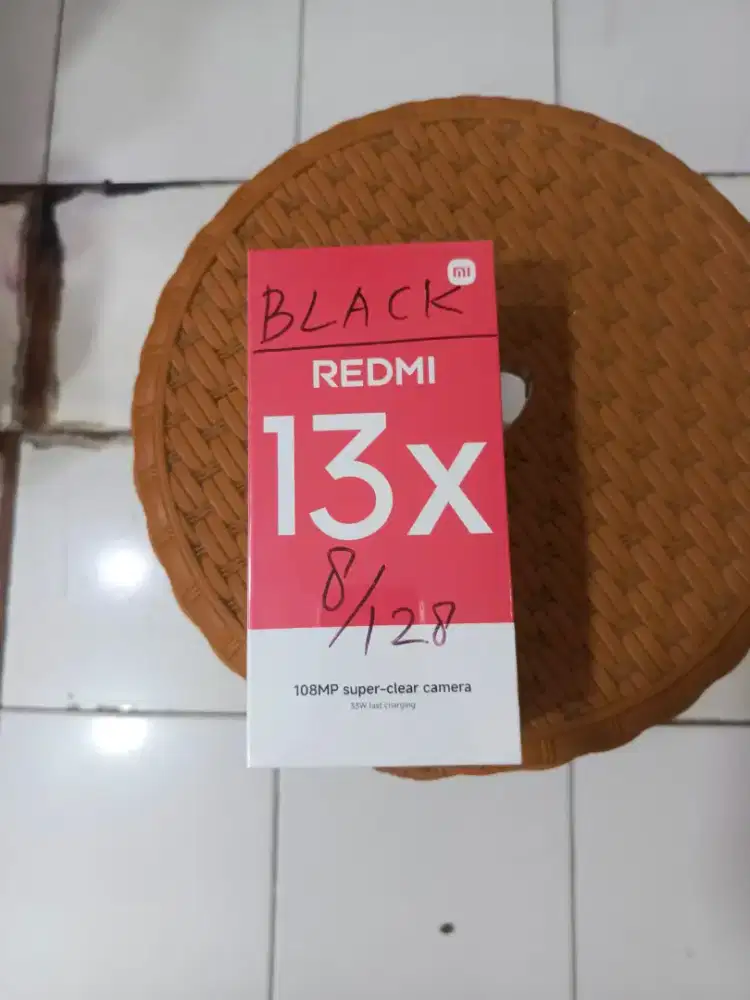 mi
BLACK
REDMI
13x
8/128
108MP super-clear camera
33W fast charging